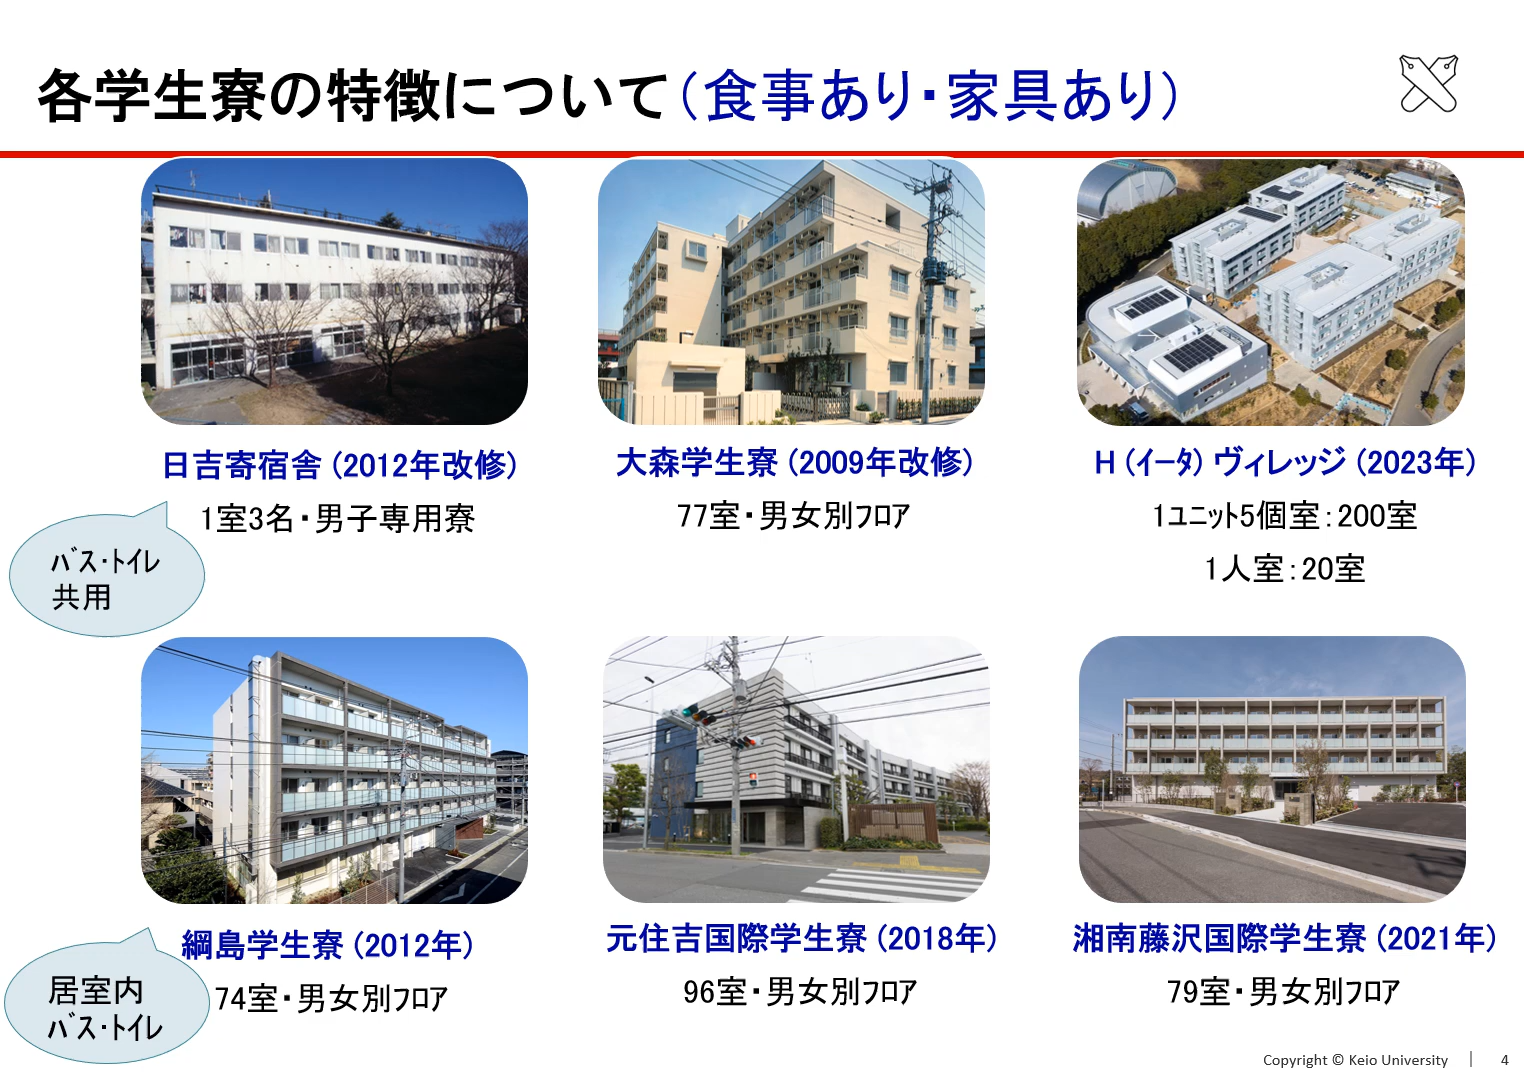 各学生寮の特徴について（食事あり・家具あり）
日吉寄宿舎（2012年改修）
1室3名・男子専用寮
大森学生寮（2009年改修）
77室・男女別ﾌﾛｱ
H（ｲｰﾀ）ヴィレッジ（2023年）
1ﾕﾆｯﾄ5個室：200室
1人室：20室
ﾊﾞｽ・ﾄｲﾚ
共用
綱島学生寮（2012年）
74室・男女別ﾌﾛｱ
元住吉国際学生寮（2018年）
96室・男女別ﾌﾛｱ
湘南藤沢国際学生寮（2021年）
79室・男女別ﾌﾛｱ
居室内
ﾊﾞｽ・ﾄｲﾚ
Copyright © Keio University | 4